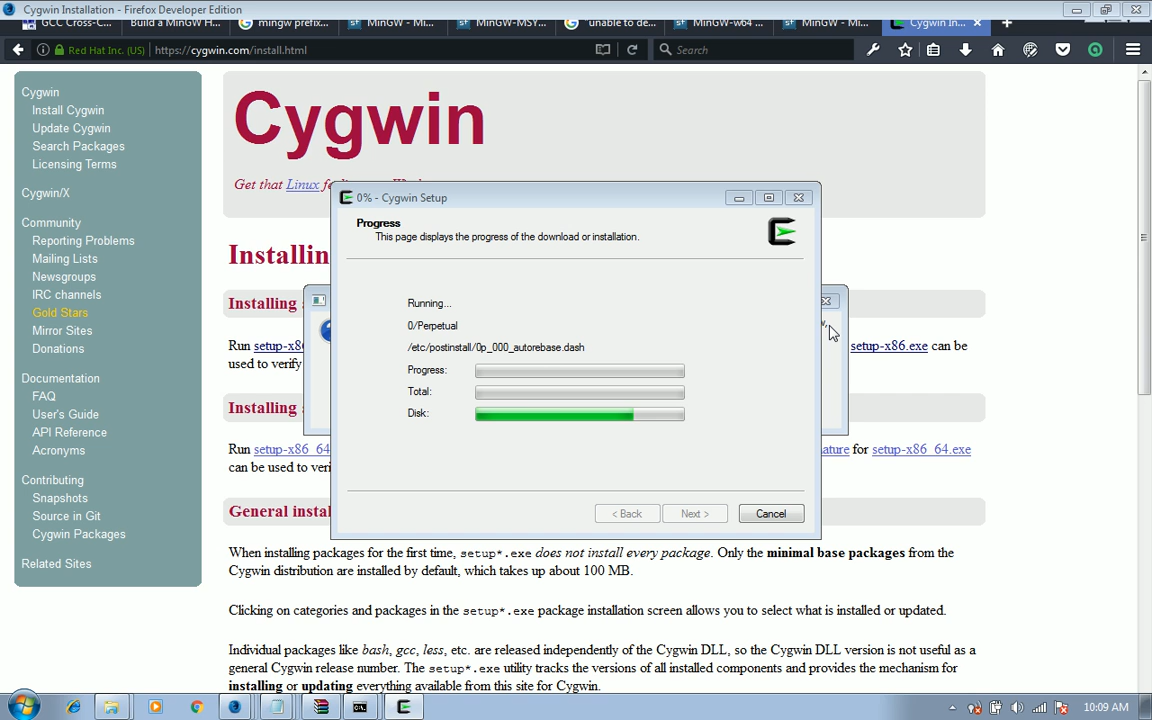 Cygwin Installation - Firefox Developer Edition
GCC Cross-C...
Build a MinGW H...
mingw prefix...
MinGW - Mi...
MinGW-MSY...
unable to de...
MinGW-w64 ...
MinGW - Mi...
Cygwin In...
Red Hat Inc. (US)
https://cygwin.com/install.html
Search
Cygwin
Install Cygwin
Update Cygwin
Search Packages
Licensing Terms
Cygwin/X
Community
Reporting Problems
Mailing Lists
Newsgroups
IRC channels
Gold Stars
Mirror Sites
Donations
Documentation
FAQ
User's Guide
API Reference
Acronyms
Contributing
Snapshots
Source in Git
Cygwin Packages
Related Sites
Cygwin
Get that Linux
Installin
Installing
Run setup-x8
setup-x86.exe can be
used to verify
Installing
Run setup-x86_64
ature for setup-x86_64.exe
can be used to veri
General instal
When installing packages for the first time, setup*.exe does not install every package. Only the minimal base packages from the
Cygwin distribution are installed by default, which takes up about 100 MB.
Clicking on categories and packages in the setup*.exe package installation screen allows you to select what is installed or updated.
Individual packages like bash, gcc, less, etc. are released independently of the Cygwin DLL, so the Cygwin DLL version is not useful as a
general Cygwin release number. The setup*.exe utility tracks the versions of all installed components and provides the mechanism for
installing or updating everything available from this site for Cygwin.
0% - Cygwin Setup
Progress
This page displays the progress of the download or installation.
Running...
0/Perpetual
/etc/postinstall/0p_000_autorebase.dash
Progress:
Total:
Disk:
< Back
Next >
Cancel
10:09 AM